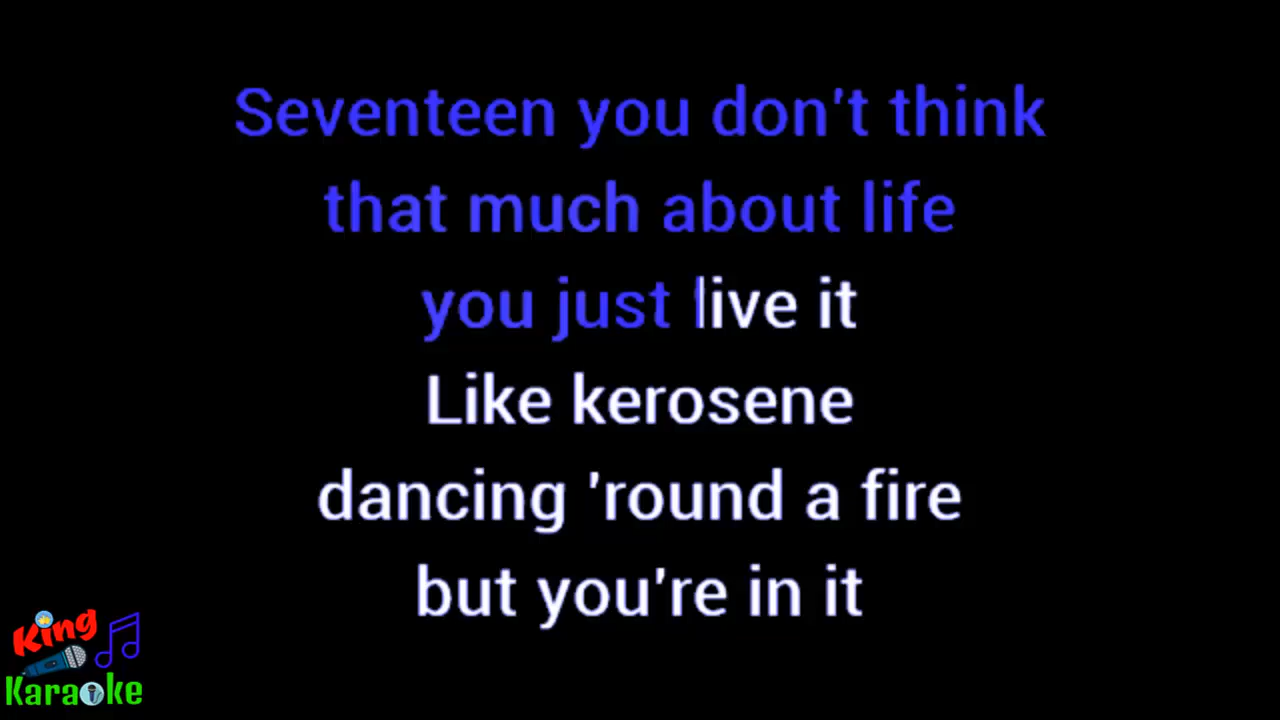 Seventeen you don't think
that much about life
you just live it
Like kerosene
dancing 'round a fire
but you're in it
King
Karaoke